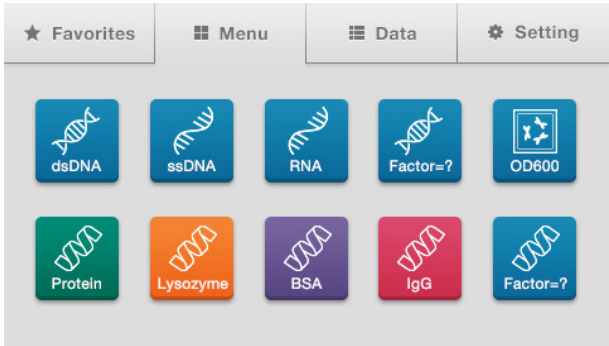 Favorites
Menu
Data
Setting
dsDNA
ssDNA
RNA
Factor=?
OD600
Protein
Lysozyme
BSA
IgG
Factor=?